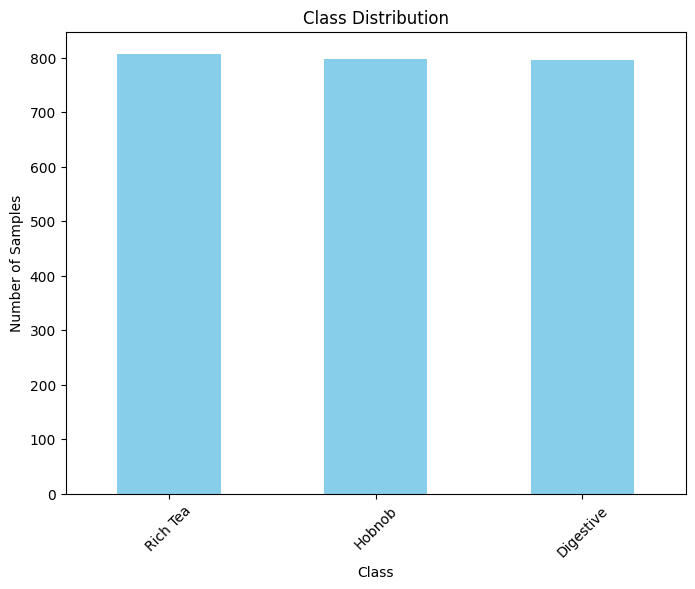 Class Distribution
Number of Samples
800
700
600
500
400
300
200
100
0
Rich Tea
Hobnob
Digestive
Class